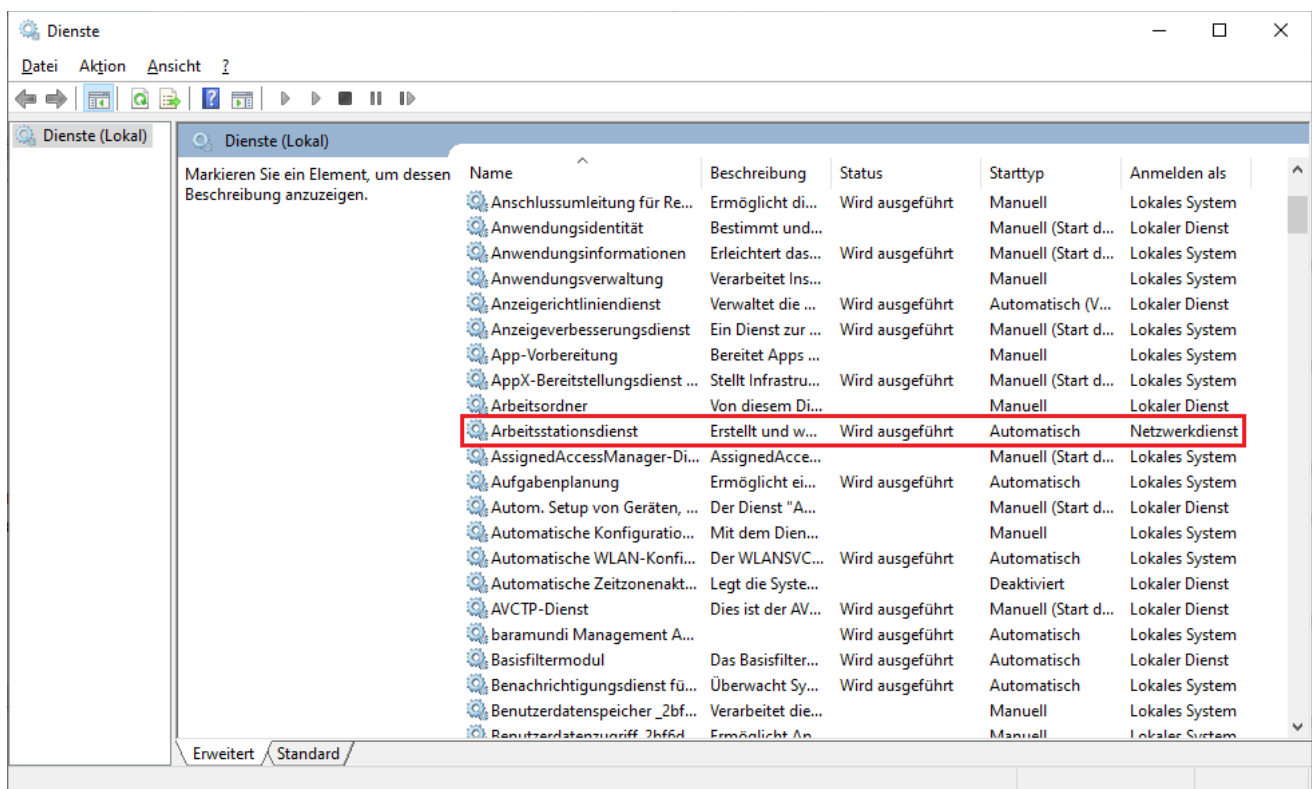 Dienste
Datei Aktion Ansicht ?
Dienste (Lokal)
Dienste (Lokal)
Markieren Sie ein Element, um dessen
Beschreibung anzuzeigen.
Name Beschreibung Status Starttyp Anmelden als
Anschlussumleitung für Re... Ermöglicht di... Wird ausgeführt Manuell Lokales System
Anwendungsidentität Bestimmt und... Manuell (Start d... Lokaler Dienst
Anwendungsinformationen Erleichtert das... Wird ausgeführt Manuell (Start d... Lokales System
Anwendungsverwaltung Verarbeitet Ins... Manuell Lokales System
Anzeigerichtliniendienst Verwaltet die ... Wird ausgeführt Automatisch (V... Lokaler Dienst
Anzeigeverbesserungsdienst Ein Dienst zur ... Wird ausgeführt Manuell (Start d... Lokales System
App-Vorbereitung Bereitet Apps ... Manuell Lokales System
AppX-Bereitstellungsdienst ... Stellt Infrastru... Wird ausgeführt Manuell (Start d... Lokales System
Arbeitsordner Von diesem Di... Manuell Lokaler Dienst
Arbeitsstationsdienst Erstellt und w... Wird ausgeführt Automatisch Netzwerkdienst
AssignedAccessManager-Di... AssignedAcce... Manuell (Start d... Lokales System
Aufgabenplanung Ermöglicht ei... Wird ausgeführt Automatisch Lokales System
Autom. Setup von Geräten, ... Der Dienst "A... Manuell (Start d... Lokaler Dienst
Automatische Konfiguratio... Mit dem Dien... Manuell Lokales System
Automatische WLAN-Konfi... Der WLANSVC... Wird ausgeführt Automatisch Lokales System
Automatische Zeitzonenakt... Legt die Syste... Deaktiviert Lokaler Dienst
AVCTP-Dienst Dies ist der AV... Wird ausgeführt Manuell (Start d... Lokaler Dienst
baramundi Management A... Wird ausgeführt Automatisch Lokales System
Basisfiltermodul Das Basisfilter... Wird ausgeführt Automatisch Lokaler Dienst
Benachrichtigungsdienst fü... Überwacht Sy... Wird ausgeführt Automatisch Lokales System
Benutzerdatenspeicher _2bf... Verarbeitet die... Manuell Lokales System
Benutzerdatenzugriff_2bf6d... Ermöglicht An... Manuell Lokales System
Erweitert Standard